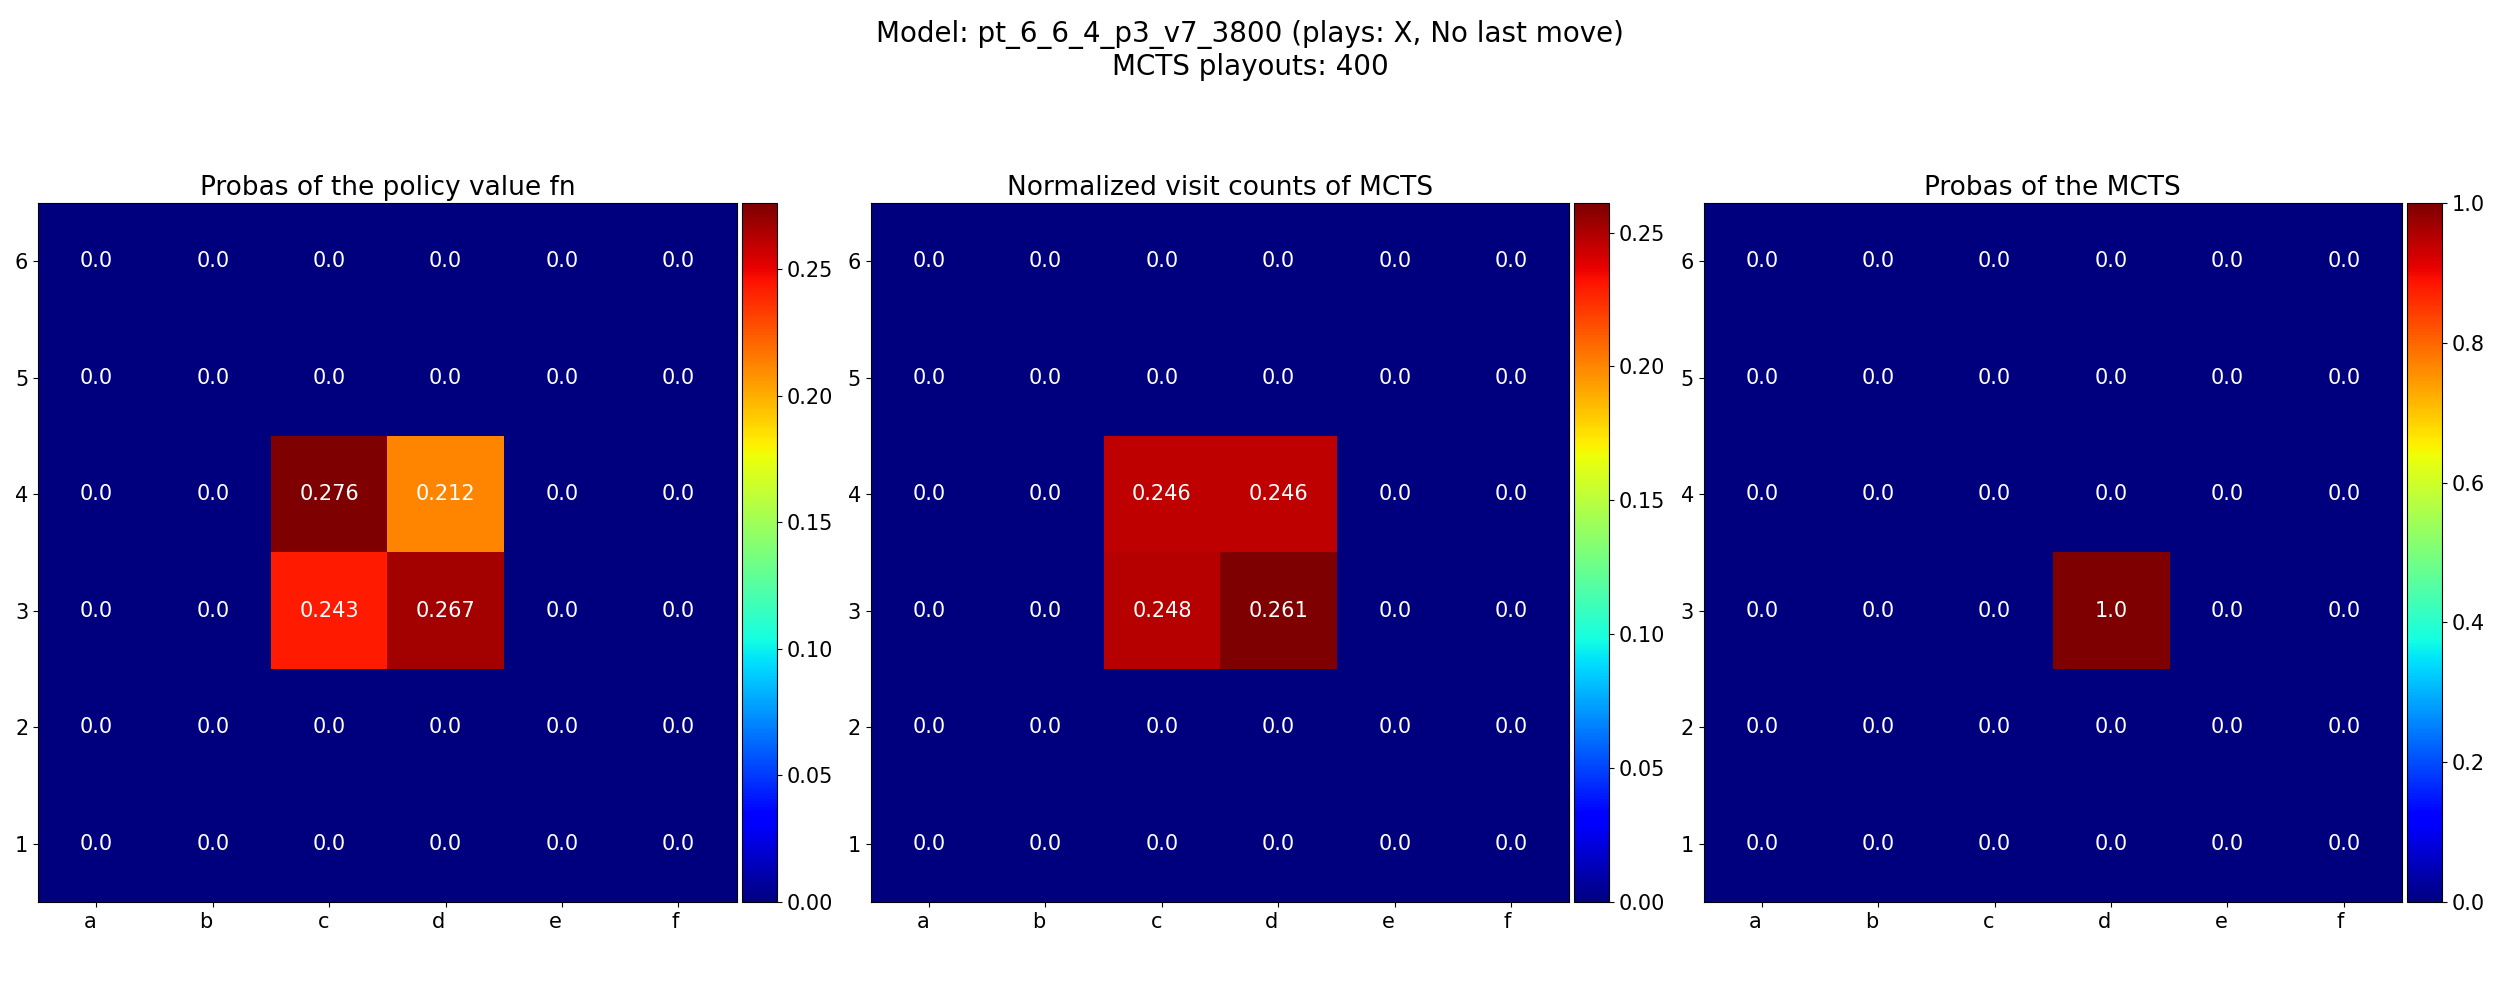 Model: pt_6_6_4_p3_v7_3800 (plays: X, No last move)
MCTS playouts: 400
Probas of the policy value fn
6 0.0 0.0 0.0 0.0 0.0 0.0
5 0.0 0.0 0.0 0.0 0.0 0.0
4 0.0 0.0 0.276 0.212 0.0 0.0
3 0.0 0.0 0.243 0.267 0.0 0.0
2 0.0 0.0 0.0 0.0 0.0 0.0
1 0.0 0.0 0.0 0.0 0.0 0.0
a b c d e f
0.25
0.20
0.15
0.10
0.05
0.00
Normalized visit counts of MCTS
6 0.0 0.0 0.0 0.0 0.0 0.0
5 0.0 0.0 0.0 0.0 0.0 0.0
4 0.0 0.0 0.246 0.246 0.0 0.0
3 0.0 0.0 0.248 0.261 0.0 0.0
2 0.0 0.0 0.0 0.0 0.0 0.0
1 0.0 0.0 0.0 0.0 0.0 0.0
a b c d e f
0.25
0.20
0.15
0.10
0.05
0.00
Probas of the MCTS
6 0.0 0.0 0.0 0.0 0.0 0.0
5 0.0 0.0 0.0 0.0 0.0 0.0
4 0.0 0.0 0.0 0.0 0.0 0.0
3 0.0 0.0 0.0 1.0 0.0 0.0
2 0.0 0.0 0.0 0.0 0.0 0.0
1 0.0 0.0 0.0 0.0 0.0 0.0
a b c d e f
1.0
0.8
0.6
0.4
0.2
0.0